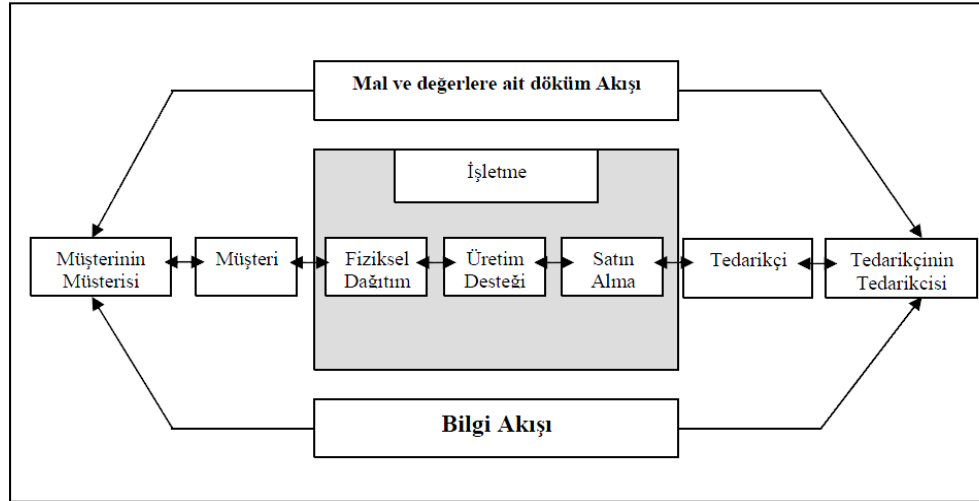 Mal ve değerlere ait döküm Akışı
İşletme
Müşterinin
Müsterisi
Müşteri
Fiziksel
Dağıtım
Üretim
Desteği
Satın
Alma
Tedarikçi
Tedarikçinin
Tedarikcisi
Bilgi Akışı